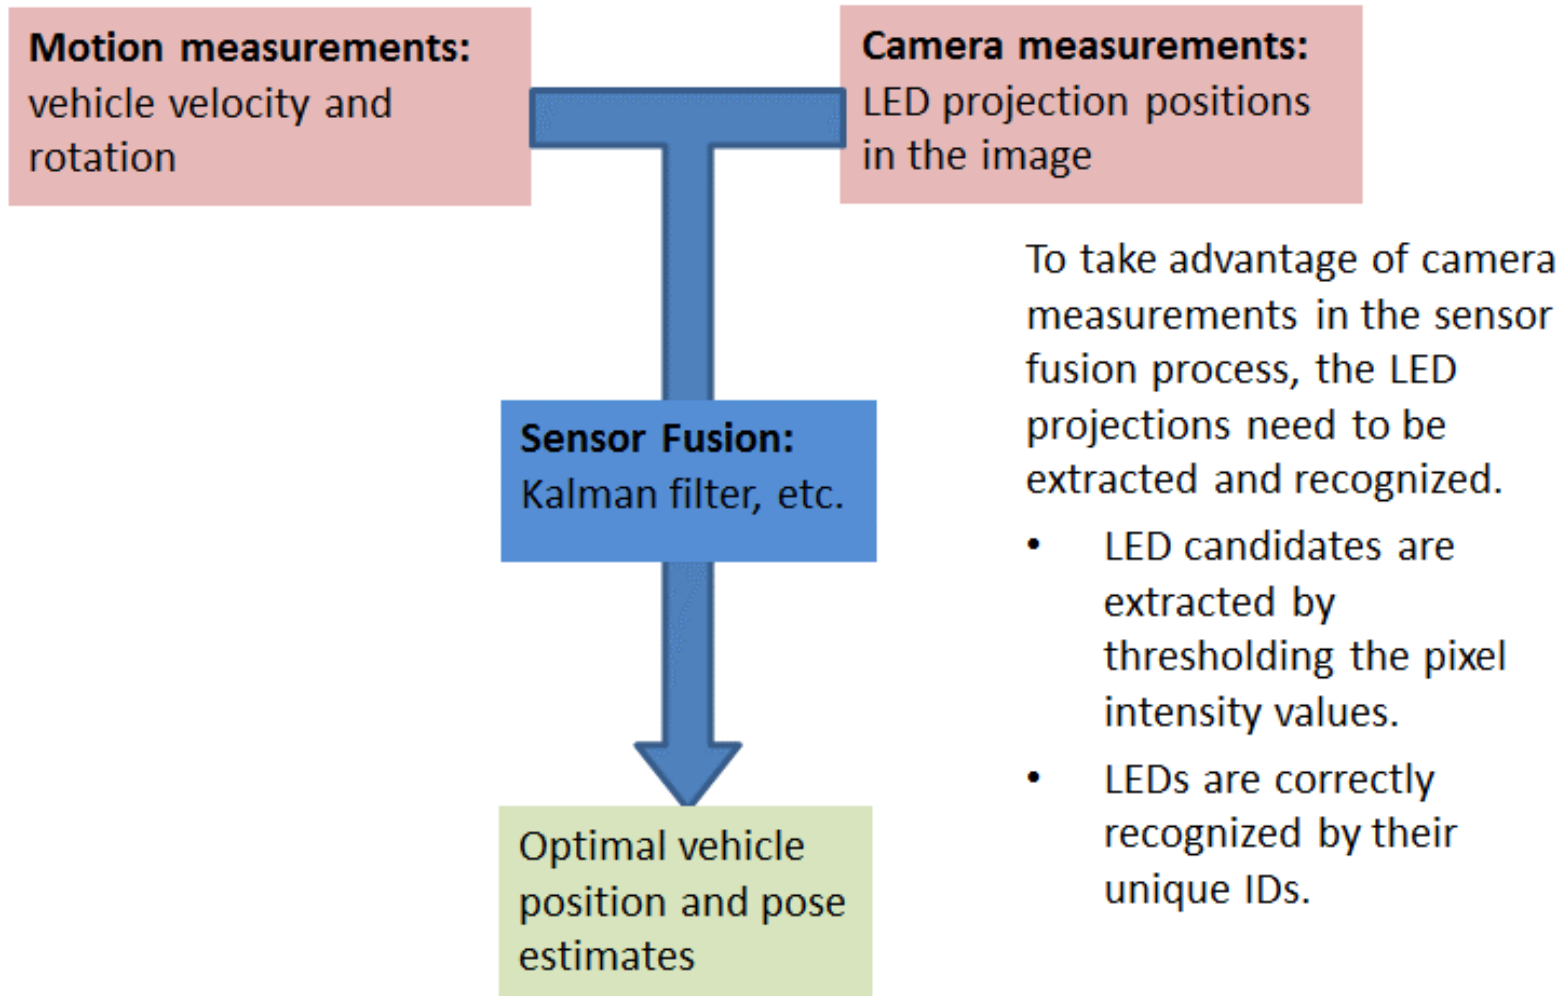 Motion measurements:
vehicle velocity and
rotation
Camera measurements:
LED projection positions
in the image
To take advantage of camera
measurements in the sensor
fusion process, the LED
projections need to be
extracted and recognized.
• LED candidates are
extracted by
thresholding the pixel
intensity values.
• LEDs are correctly
recognized by their
unique IDs.
Sensor Fusion:
Kalman filter, etc.
Optimal vehicle
position and pose
estimates